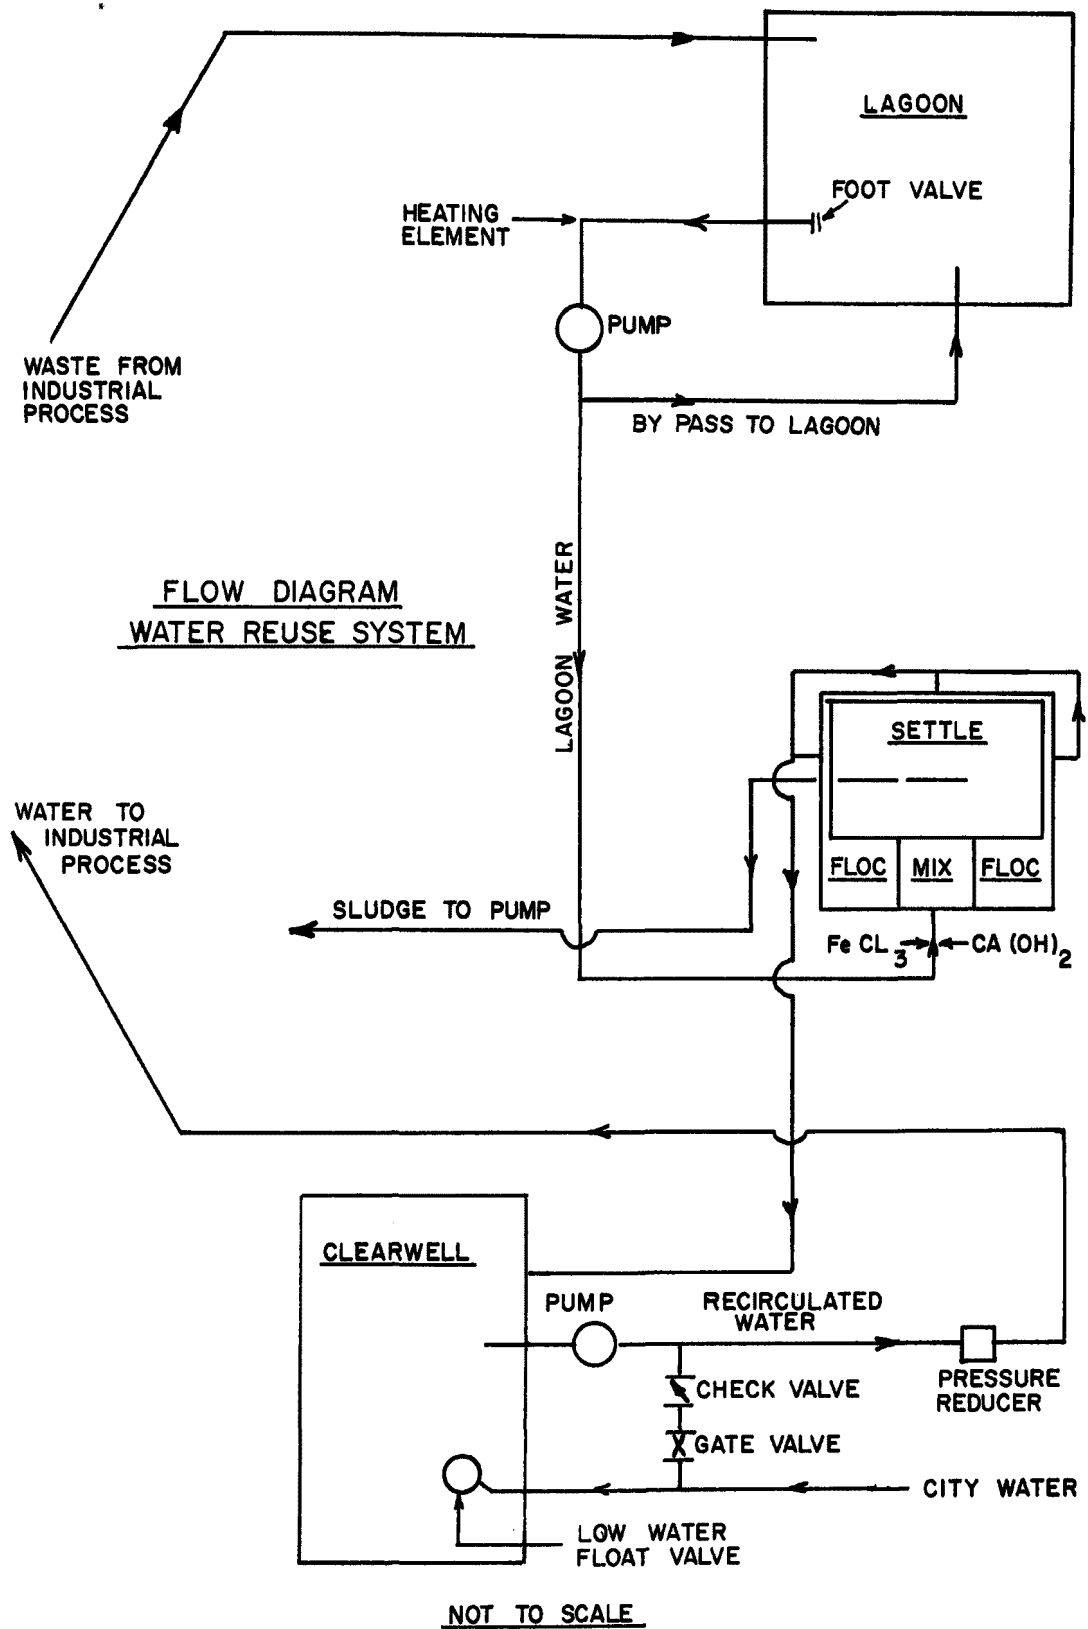 LAGOON
FOOT VALVE
HEATING
ELEMENT
PUMP
WASTE FROM
INDUSTRIAL
PROCESS
BY PASS TO LAGOON
LAGOON WATER
FLOW DIAGRAM
WATER REUSE SYSTEM
SETTLE
WATER TO
INDUSTRIAL
PROCESS
FLOC MIX FLOC
SLUDGE TO PUMP
Fe CL3 CA (OH)2
CLEARWELL
PUMP
RECIRCULATED
WATER
PRESSURE
REDUCER
CHECK VALVE
GATE VALVE
CITY WATER
LOW WATER
FLOAT VALVE
NOT TO SCALE